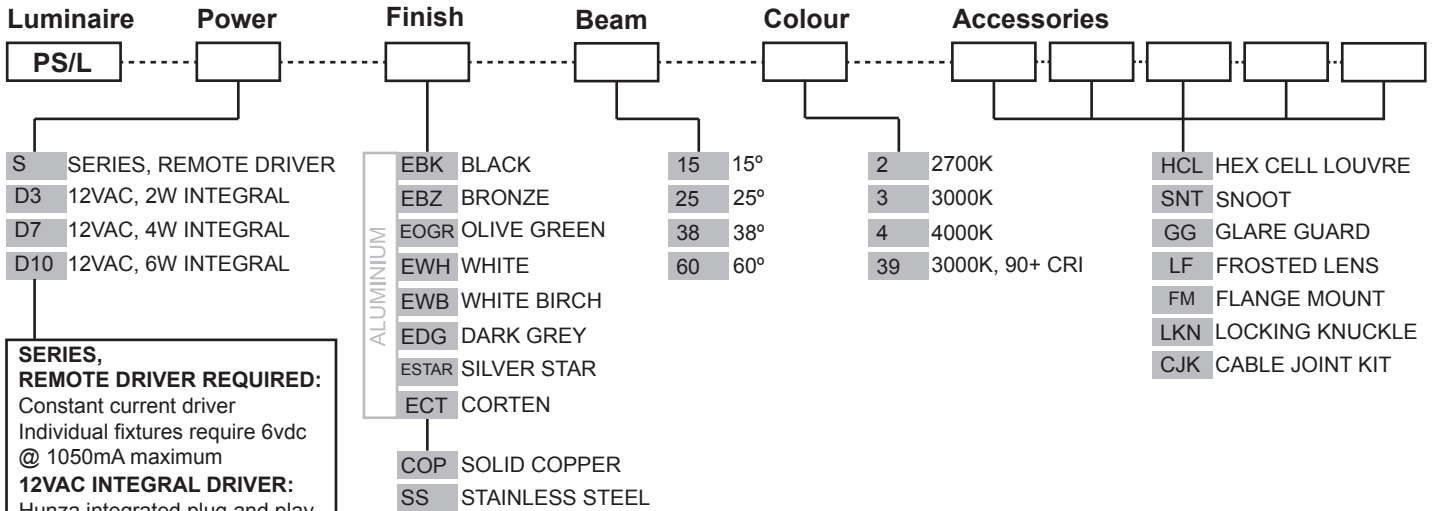 Luminaire Power Finish Beam Colour Accessories
PS/L
S SERIES, REMOTE DRIVER
D3 12VAC, 2W INTEGRAL
D7 12VAC, 4W INTEGRAL
D10 12VAC, 6W INTEGRAL
SERIES,
REMOTE DRIVER REQUIRED:
Constant current driver
Individual fixtures require 6vdc
@ 1050mA maximum
12VAC INTEGRAL DRIVER:
Hunza integrated plug and play
ALUMINIUM
EBK BLACK
EBZ BRONZE
EOGR OLIVE GREEN
EWH WHITE
EWB WHITE BIRCH
EDG DARK GREY
ESTAR SILVER STAR
ECT CORTEN
COP SOLID COPPER
SS STAINLESS STEEL
15 15º
25 25º
38 38º
60 60º
2 2700K
3 3000K
4 4000K
39 3000K, 90+ CRI
HCL HEX CELL LOUVRE
SNT SNOOT
GG GLARE GUARD
LF FROSTED LENS
FM FLANGE MOUNT
LKN LOCKING KNUCKLE
CJK CABLE JOINT KIT